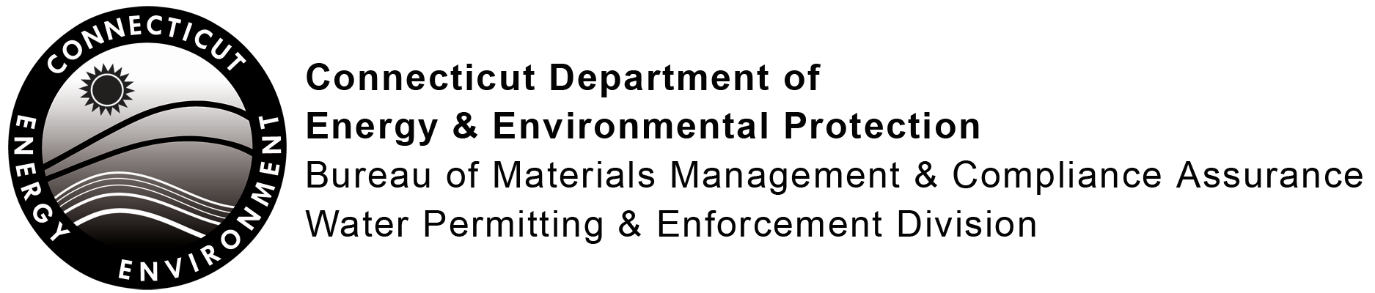 CONNECTICUT
ENERGY
ENVIRONMENT
Connecticut Department of
Energy & Environmental Protection
Bureau of Materials Management & Compliance Assurance
Water Permitting & Enforcement Division